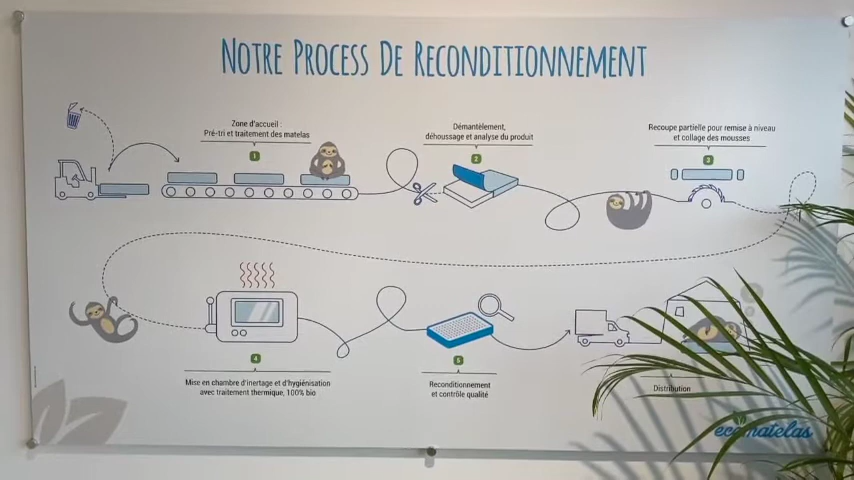 NOTRE PROCESS DE RECONDITIONNEMENT
Zone d'accueil :
Pré-tri et traitement des matelas
1
Démantèlement,
déhoussage et analyse du produit
2
Recoupe partielle pour remise à niveau
et collage des mousses
3
4
Mise en chambre d'inertage et d'hygiénisation
avec traitement thermique, 100% bio
5
Reconditionnement
et contrôle qualité
Distribution
ecomatelas